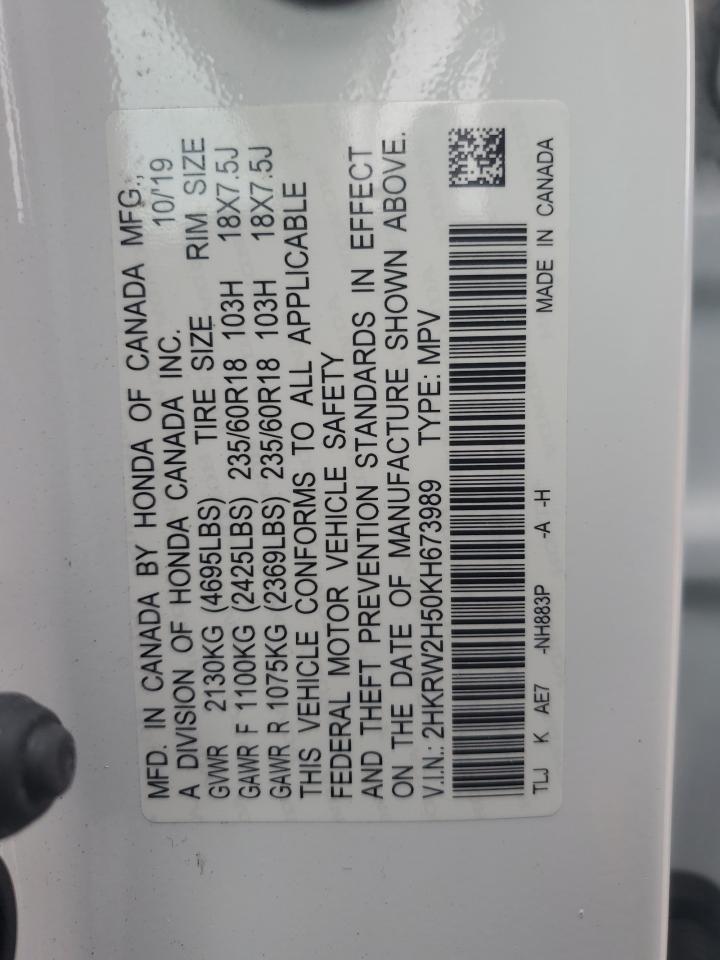 MFD. IN CANADA BY HONDA OF CANADA MFG.,
A DIVISION OF HONDA CANADA INC. 10/'19
GVWR 2130KG (4695LBS) TIRE SIZE RIM SIZE
GAWR F 1100KG (2425LBS) 235/60R18 103H 18X7.5J
GAWR R 1075KG (2369LBS) 235/60R18 103H 18X7.5J
THIS VEHICLE CONFORMS TO ALL APPLICABLE
FEDERAL MOTOR VEHICLE SAFETY
AND THEFT PREVENTION STANDARDS IN EFFECT
ON THE DATE OF MANUFACTURE SHOWN ABOVE.
V.I.N.: 2HKRW2H50KH673989 TYPE: MPV
TLJ K AE7 -NH883P -A -H MADE IN CANADA